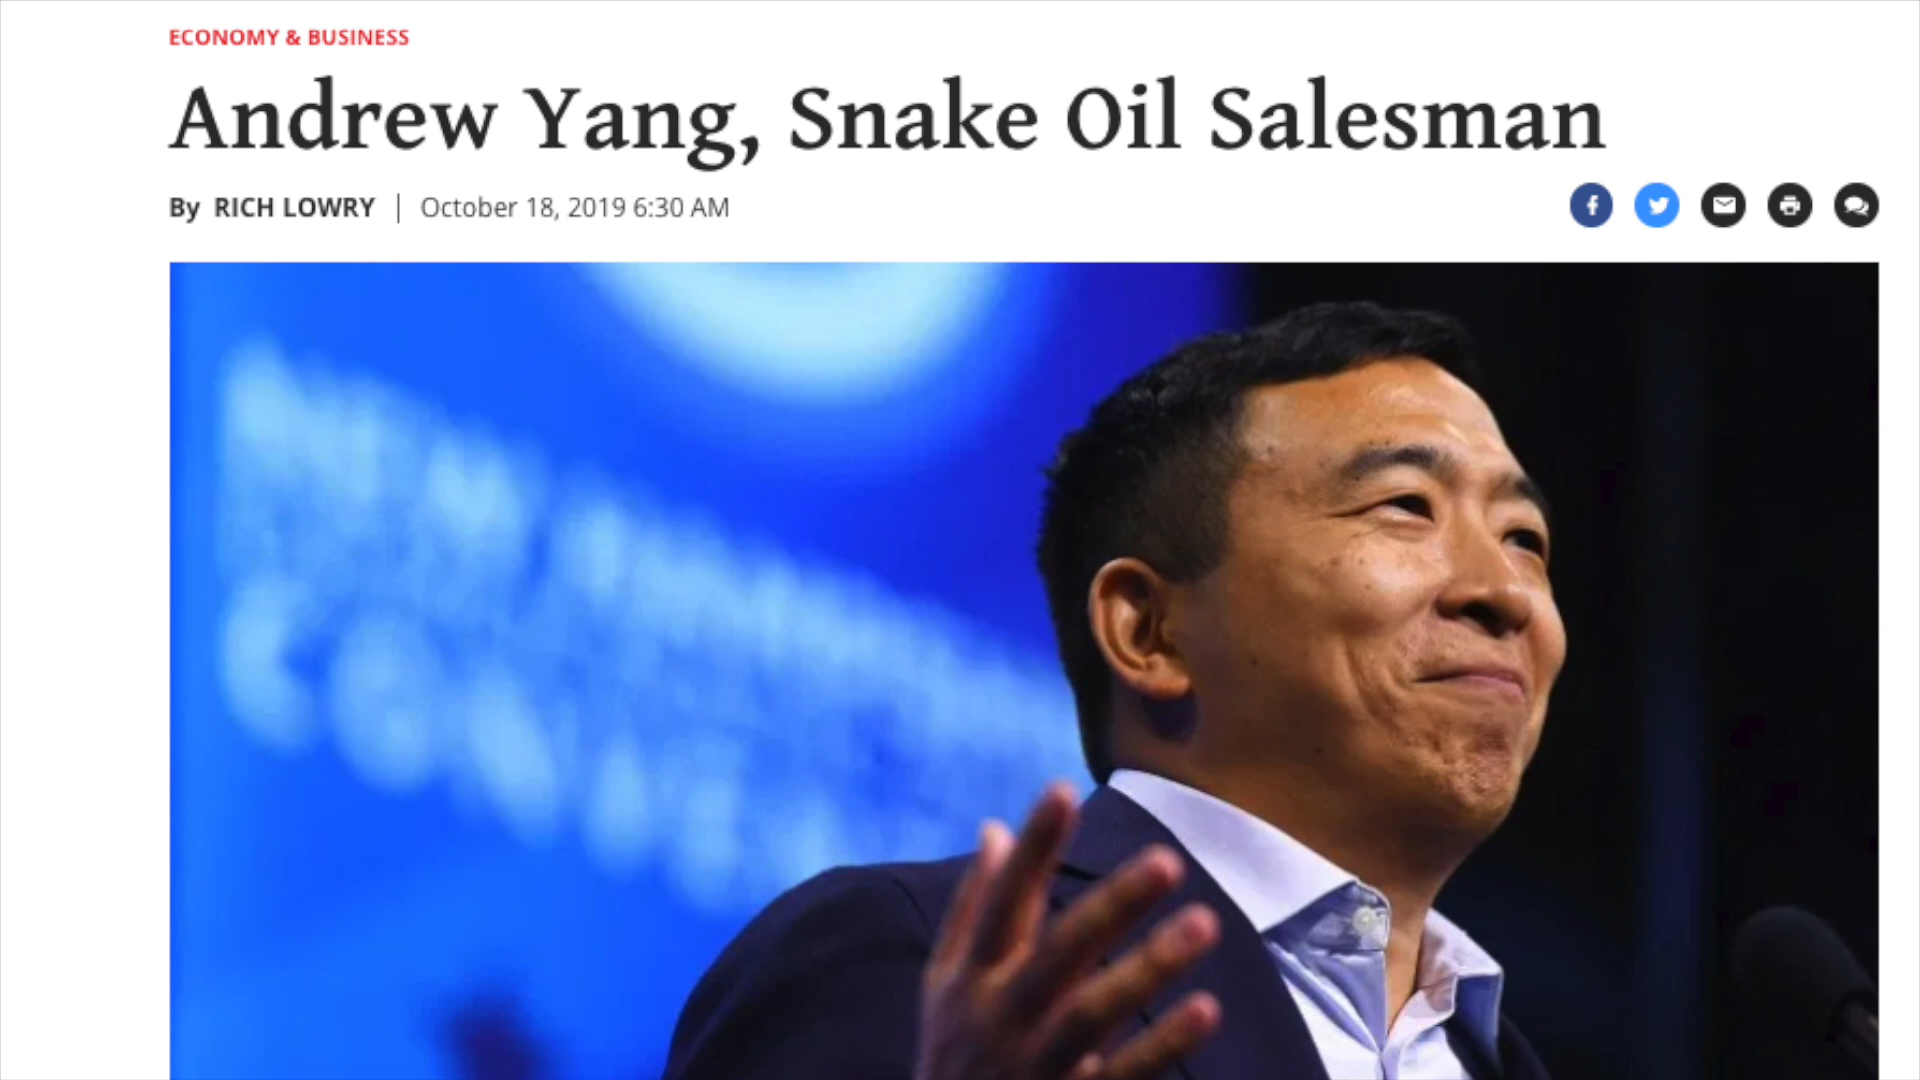 ECONOMY & BUSINESS
Andrew Yang, Snake Oil Salesman
By RICH LOWRY | October 18, 2019 6:30 AM